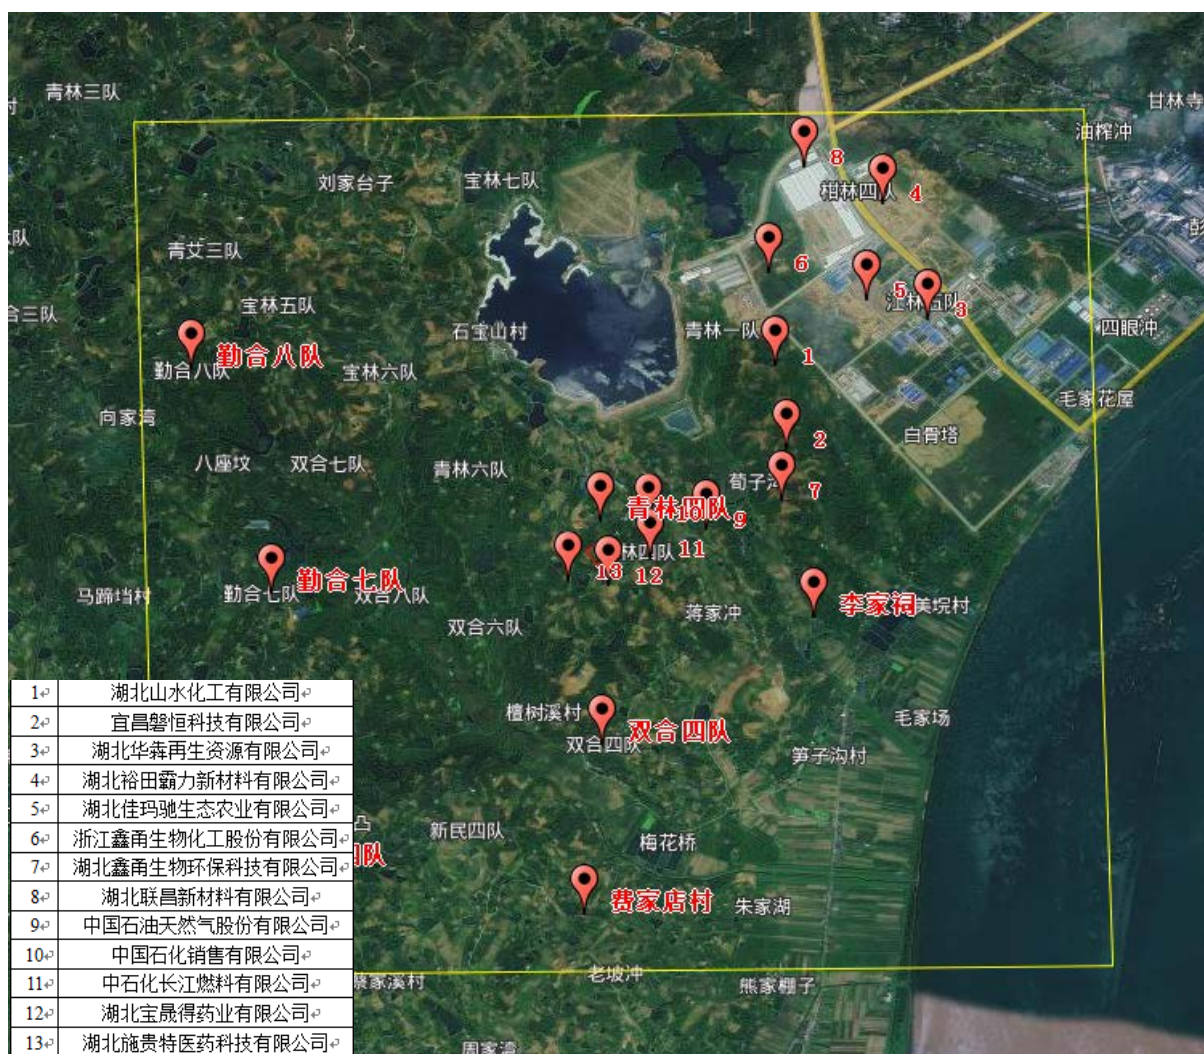 青林三队
村
甘林寺
油榨冲
8
柑林四队
4
刘家台子
宝林七队
彭
队
青艾三队
6
5
江林五队
3
合三队
宝林五队
石宝山村
青林一队
1
四眼冲
勤合八队
勤合八队
宝林六队
毛家花屋
向家湾
2
白骨塔
八座坟
双合七队
青林六队
荀子沟
7
青林四队
10
9
林四队
11
13
12
勤合七队
勤合七队
双合八队
马蹄垱村
李家祠
美垸村
蒋家冲
双合六队
檀树溪村
双合四队
双合四队
毛家场
笋子沟村
新民四队
梅花桥
队
费家店村
朱家湖
老坡冲
蔡家溪村
熊家棚子
周家湾
1 湖北山水化工有限公司
2 宜昌磐恒科技有限公司
3 湖北华犇再生资源有限公司
4 湖北裕田霸力新材料有限公司
5 湖北佳玛驰生态农业有限公司
6 浙江鑫甬生物化工股份有限公司
7 湖北鑫甬生物环保科技有限公司
8 湖北联昌新材料有限公司
9 中国石油天然气股份有限公司
10 中国石化销售有限公司
11 中石化长江燃料有限公司
12 湖北宝晟得药业有限公司
13 湖北施贵特医药科技有限公司